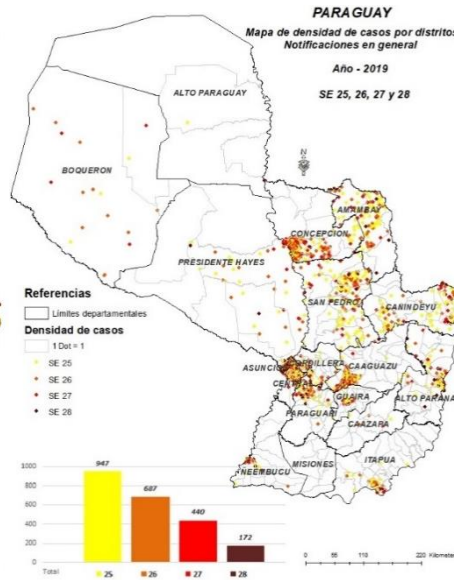 PARAGUAY
Mapa de densidad de casos por distritos
Notificaciones en general
Año - 2019
SE 25, 26, 27 y 28
ALTO PARAGUAY
BOQUERON
N
AMAMBAY
CONCEPCION
PRESIDENTE HAYES
SAN PEDRO
CANINDEYU
ASUNCION
CORDILLERA
CAAGUAZU
CENTRAL
GUAIRA
ALTO PARANA
PARAGUARI
CAAZARA
ÑEEMBUCU
MISIONES
ITAPUA
Referencias
Límites departamentales
Densidad de casos
1 Dot = 1
SE 25
SE 26
SE 27
SE 28
1000
800
600
400
200
0
947
687
440
172
Total
25
26
27
28
0 55 110 220 Kilometers